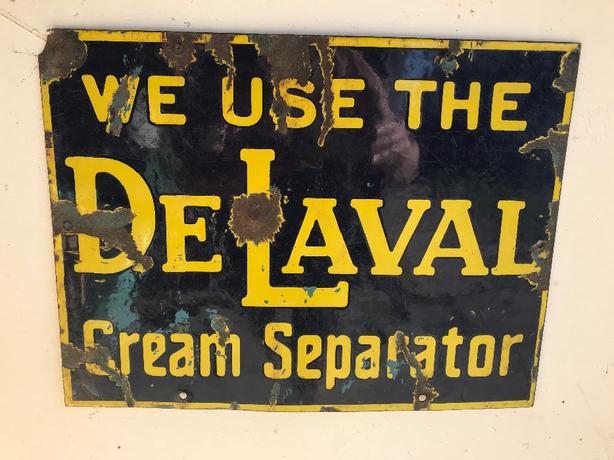 WE USE THE
DELAVAL
Cream Separator